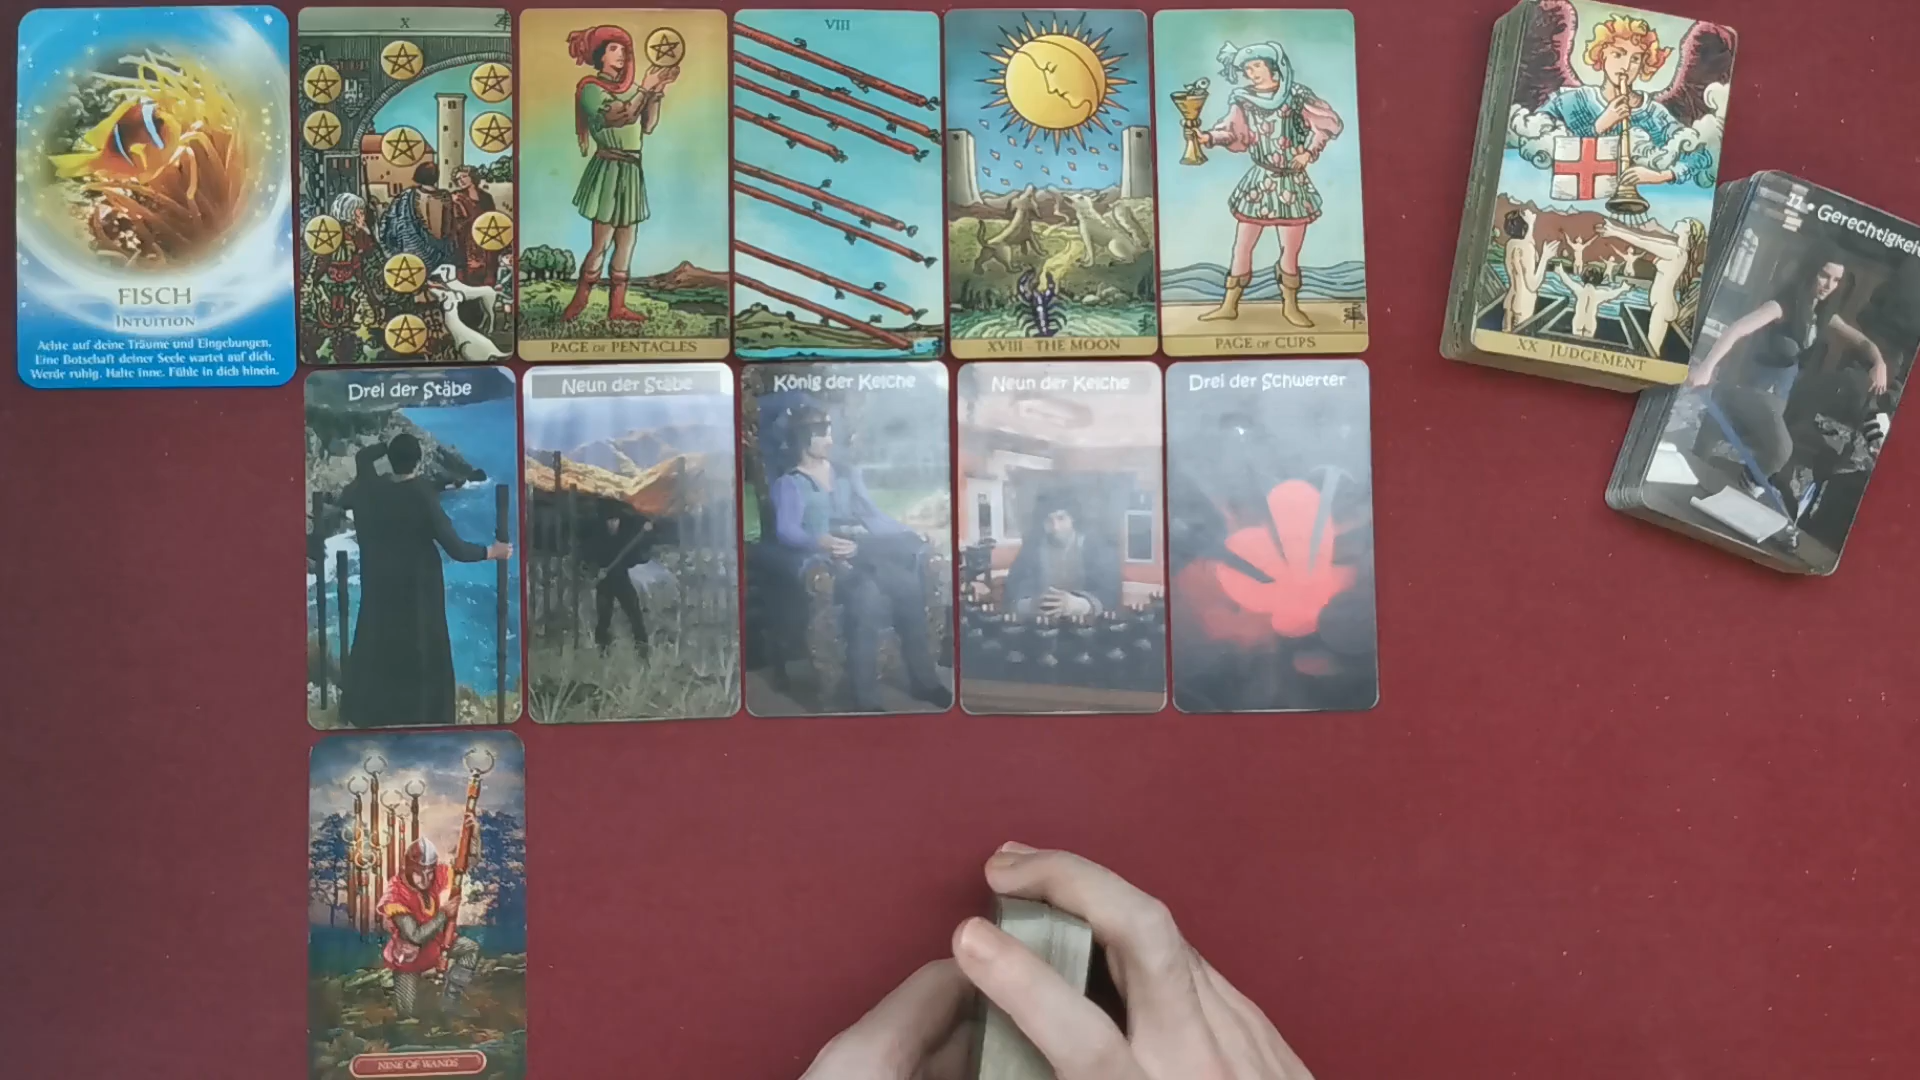 FISCH
INTUITION
Achte auf deine Träume und Eingebungen.
Eine Botschaft deiner Seele wartet auf dich.
Werde ruhig. Halte inne. Fühle in dich hinein.
X
PAGE OF PENTACLES
VIII
XVIII - THE MOON
PAGE OF CUPS
XX JUDGEMENT
11 • Gerechtigkeit
Drei der Stäbe
Neun der Stäbe
König der Kelche
Neun der Kelche
Drei der Schwerter
NINE OF WANDS